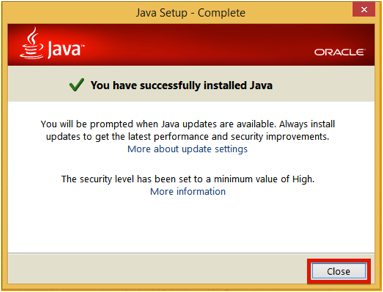 Java Setup - Complete
Java™
ORACLE
You have successfully installed Java
You will be prompted when Java updates are available. Always install
updates to get the latest performance and security improvements.
More about update settings
The security level has been set to a minimum value of High.
More information
Close